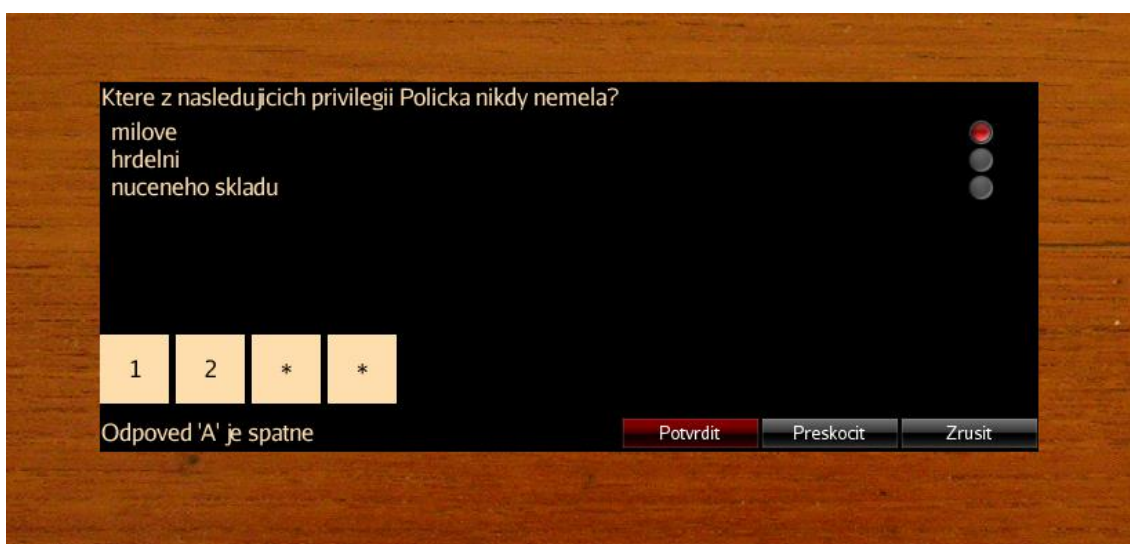 Ktere z nasledujicich privilegii Policka nikdy nemela?
milove
hrdelni
nuceneho skladu
1 2 * *
Odpoved 'A' je spatne
Potvrdit Preskocit Zrusit